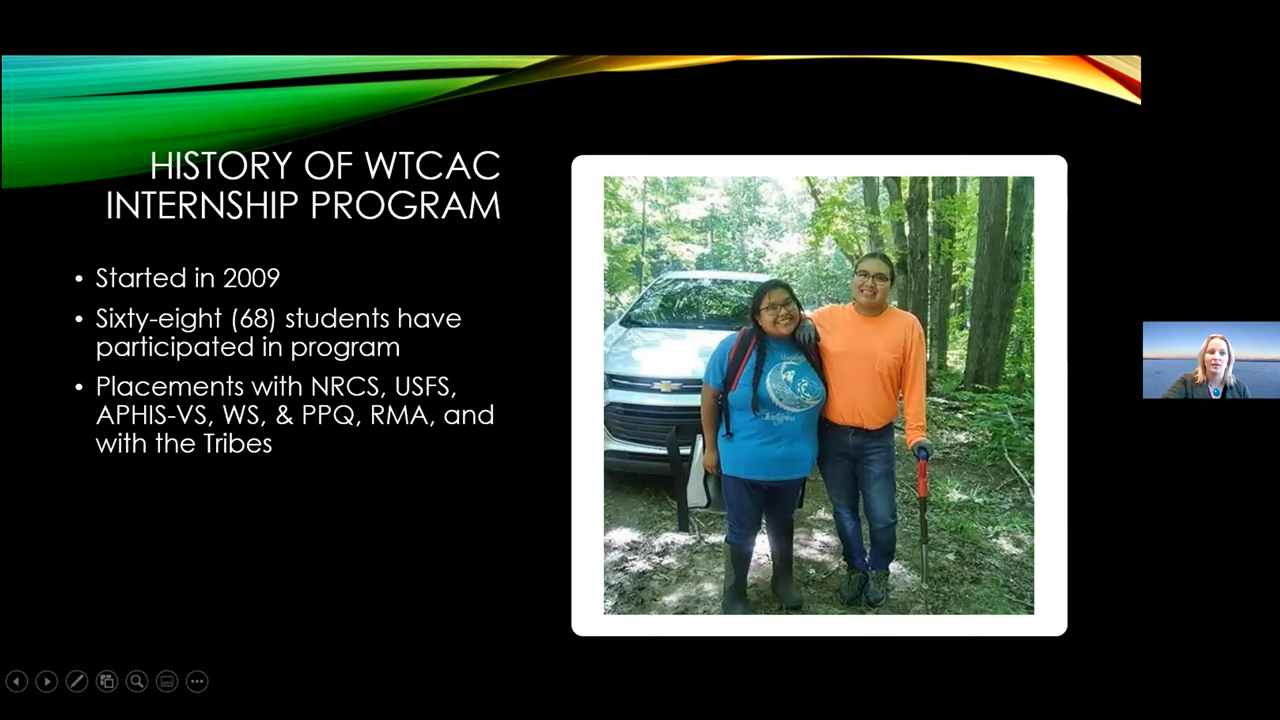 HISTORY OF WTCAC
INTERNSHIP PROGRAM
• Started in 2009
• Sixty-eight (68) students have
participated in program
• Placements with NRCS, USFS,
APHIS-VS, WS, & PPQ, RMA, and
with the Tribes